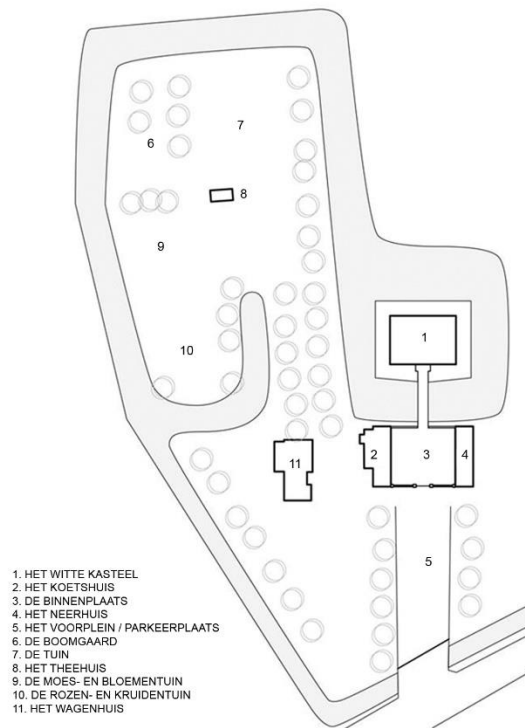 7
6
8
9
1
10
2
3
4
11
5
1. HET WITTE KASTEEL
2. HET KOETSHUIS
3. DE BINNENPLAATS
4. HET NEERHUIS
5. HET VOORPLEIN / PARKEERPLAATS
6. DE BOOMGAARD
7. DE TUIN
8. HET THEEHUIS
9. DE MOES- EN BLOEMENTUIN
10. DE ROZEN- EN KRUIDENTUIN
11. HET WAGENHUIS